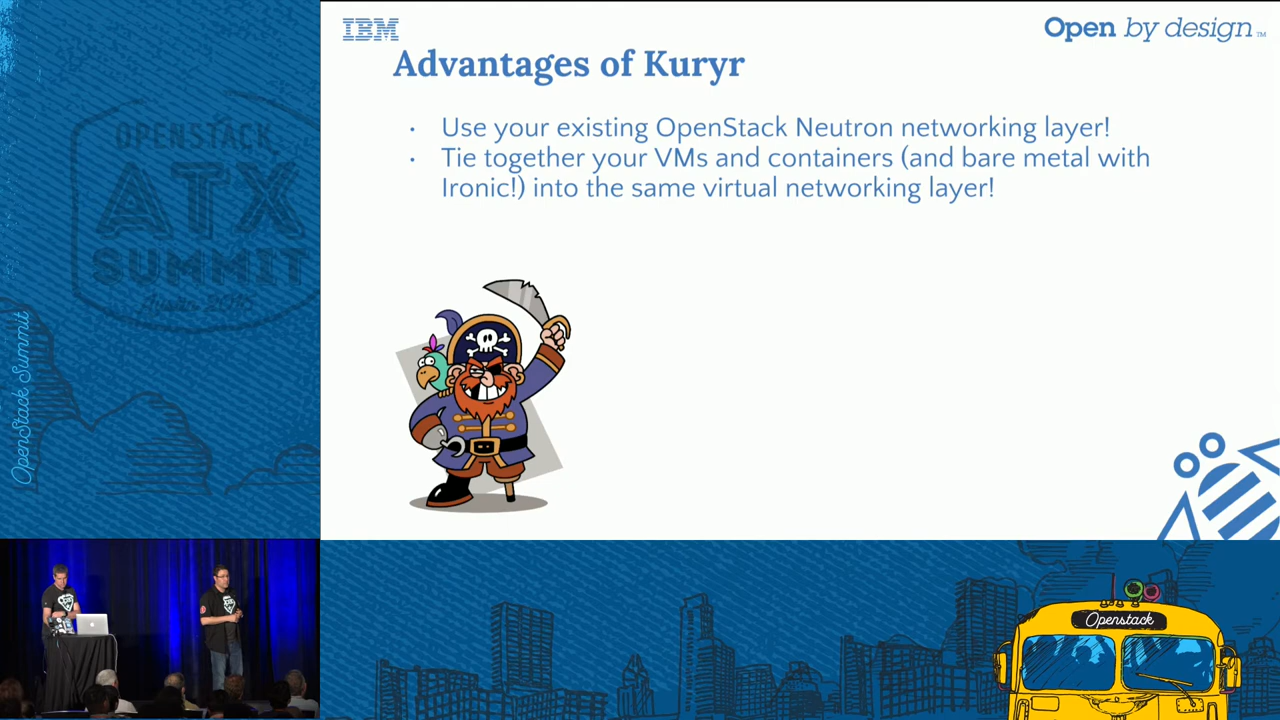 IBM
Open by design™
Advantages of Kuryr
• Use your existing OpenStack Neutron networking layer!
• Tie together your VMs and containers (and bare metal with
Ironic!) into the same virtual networking layer!
OPENSTACK
ATX
SUMMIT
OpenStack Summit
Openstack